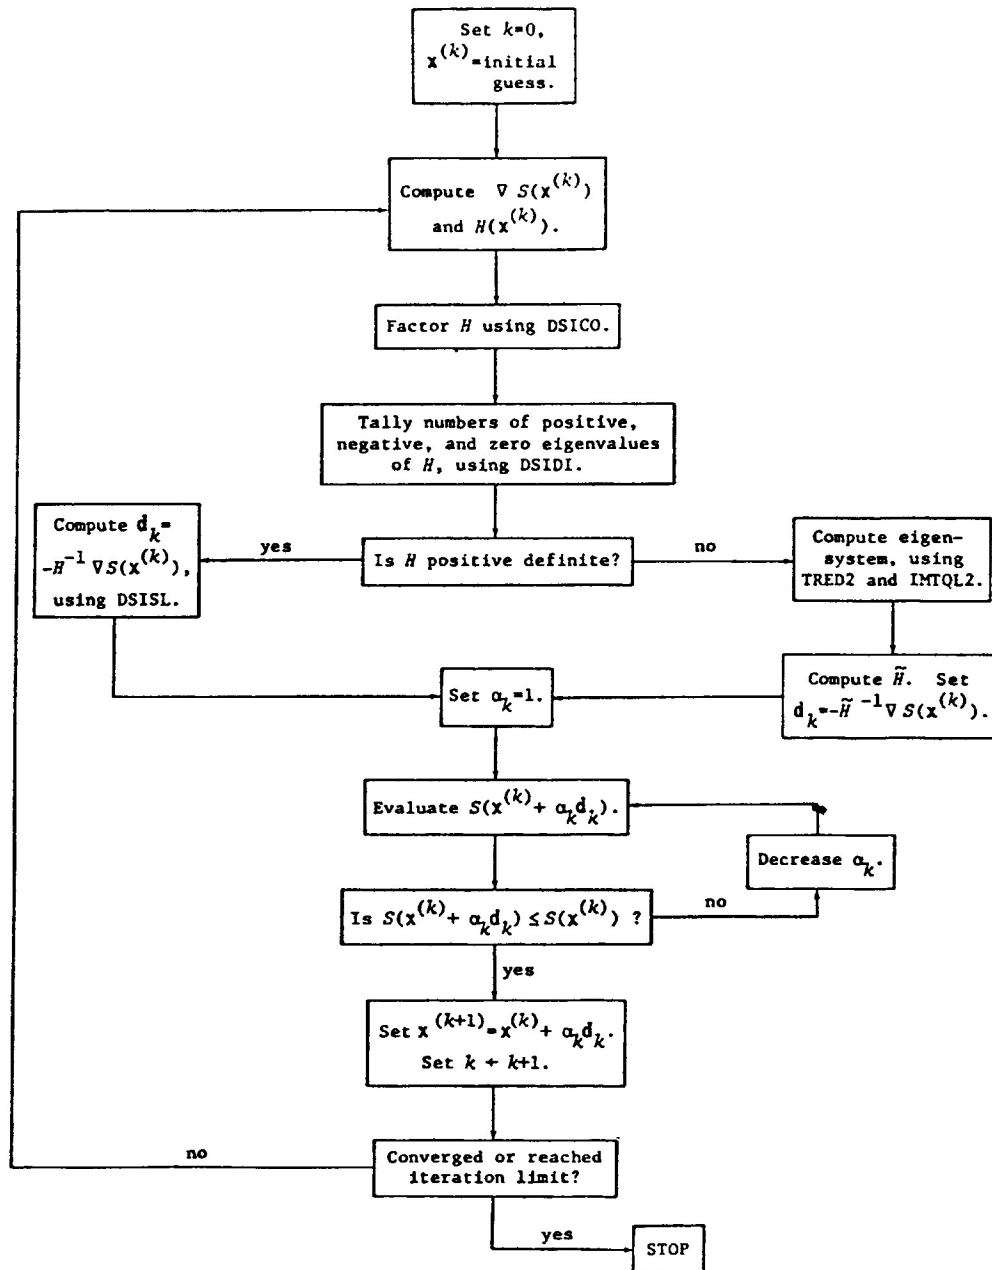 Set k=0,
x^(k)=initial
guess.
Compute ∇ S(x^(k))
and H(x^(k)).
Factor H using DSICO.
Tally numbers of positive,
negative, and zero eigenvalues
of H, using DSIDI.
Compute d_k=
-H^-1 ∇ S(x^(k)),
using DSISL.
yes
Is H positive definite?
no
Compute eigen-
system, using
TRED2 and IMTQL2.
Compute H̃. Set
d_k=-H̃^-1 ∇ S(x^(k)).
Set α_k=1.
Evaluate S(x^(k)+ α_k d_k).
Decrease α_k.
Is S(x^(k)+ α_k d_k) ≤ S(x^(k)) ?
no
yes
Set x^(k+1)=x^(k)+ α_k d_k.
Set k ← k+1.
no
Converged or reached
iteration limit?
yes
STOP